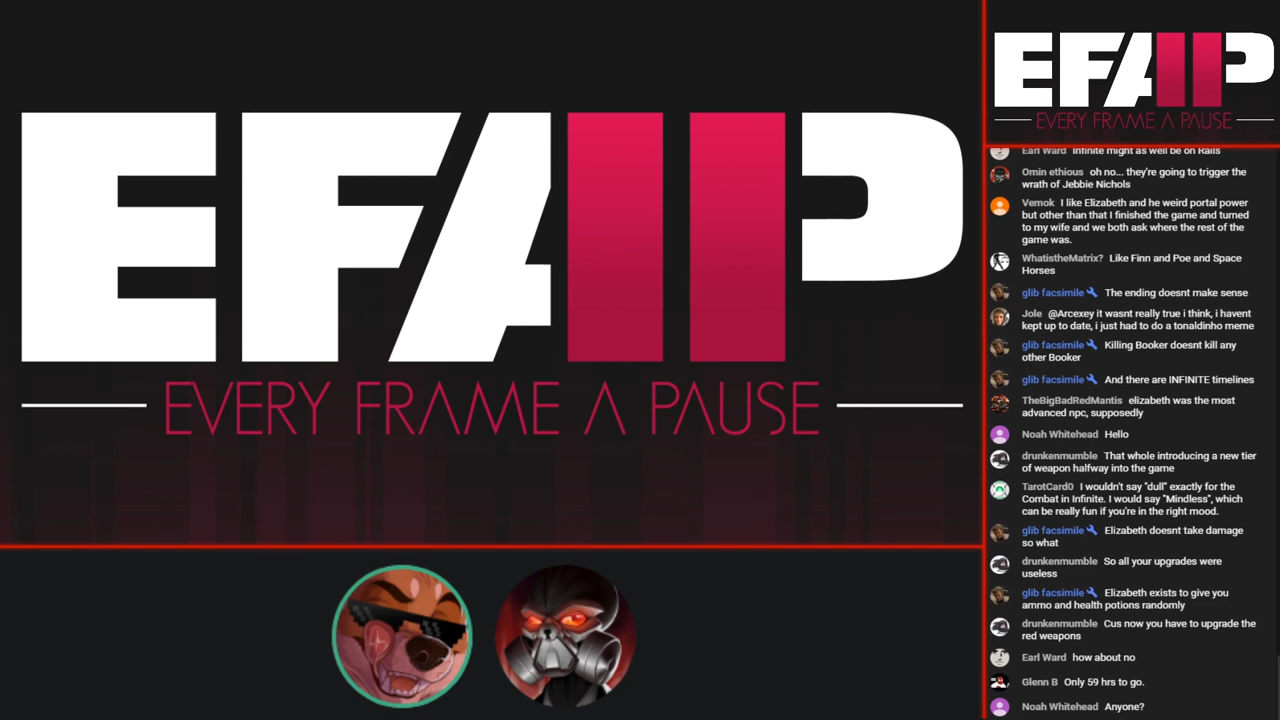 EFAP
EVERY FRAME A PAUSE
EFAP
EVERY FRAME A PAUSE
Earl Ward Infinite might as well be on Rails
Omin ethious oh no... they're going to trigger the
wrath of Jebbie Nichols
Vemok I like Elizabeth and he weird portal power
but other than that I finished the game and turned
to my wife and we both ask where the rest of the
game was.
WhatistheMatrix? Like Finn and Poe and Space
Horses
glib facsimile The ending doesnt make sense
Jole @Arcexey it wasnt really true i think, i havent
kept up to date, i just had to do a tonaldinho meme
glib facsimile Killing Booker doesnt kill any
other Booker
glib facsimile And there are INFINITE timelines
TheBigBadRedMantis elizabeth was the most
advanced npc, supposedly
Noah Whitehead Hello
drunkenmumble That whole introducing a new tier
of weapon halfway into the game
TarotCard0 I wouldn't say "dull" exactly for the
Combat in Infinite. I would say "Mindless", which
can be really fun if you're in the right mood.
glib facsimile Elizabeth doesnt take damage
so what
drunkenmumble So all your upgrades were
useless
glib facsimile Elizabeth exists to give you
ammo and health potions randomly
drunkenmumble Cus now you have to upgrade the
red weapons
Earl Ward how about no
Glenn B Only 59 hrs to go.
Noah Whitehead Anyone?